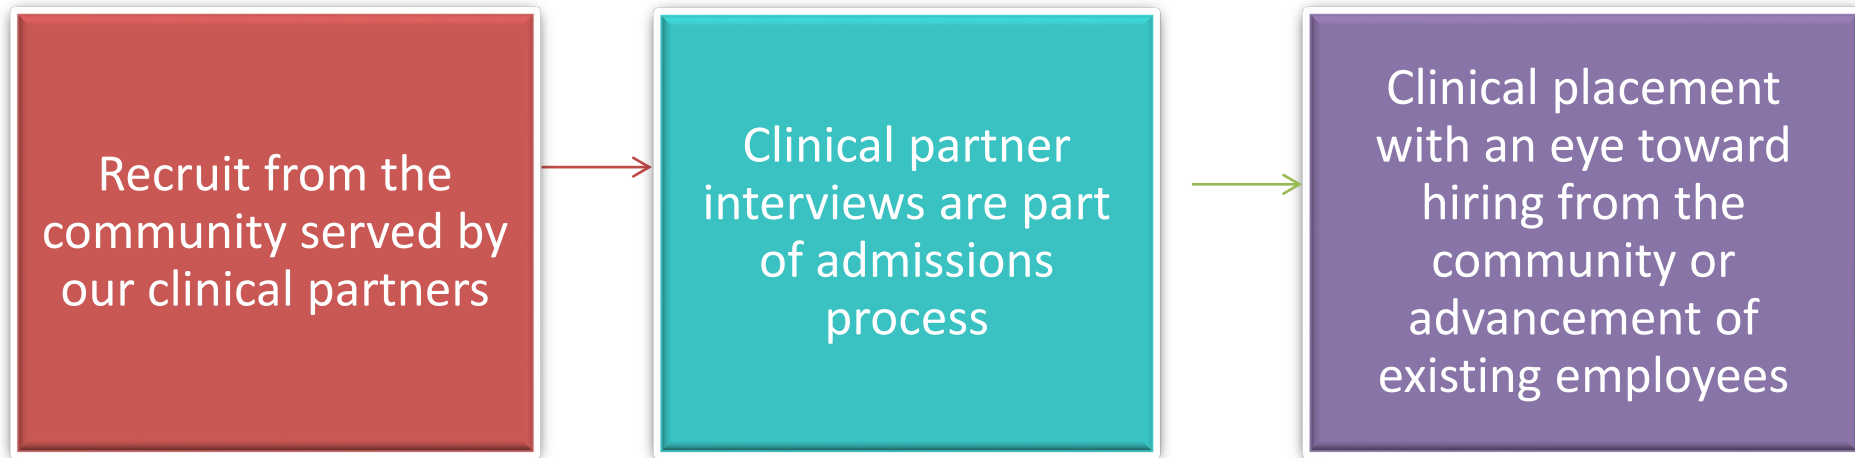 Recruit from the
community served by
our clinical partners
Clinical partner
interviews are part
of admissions
process
Clinical placement
with an eye toward
hiring from the
community or
advancement of
existing employees